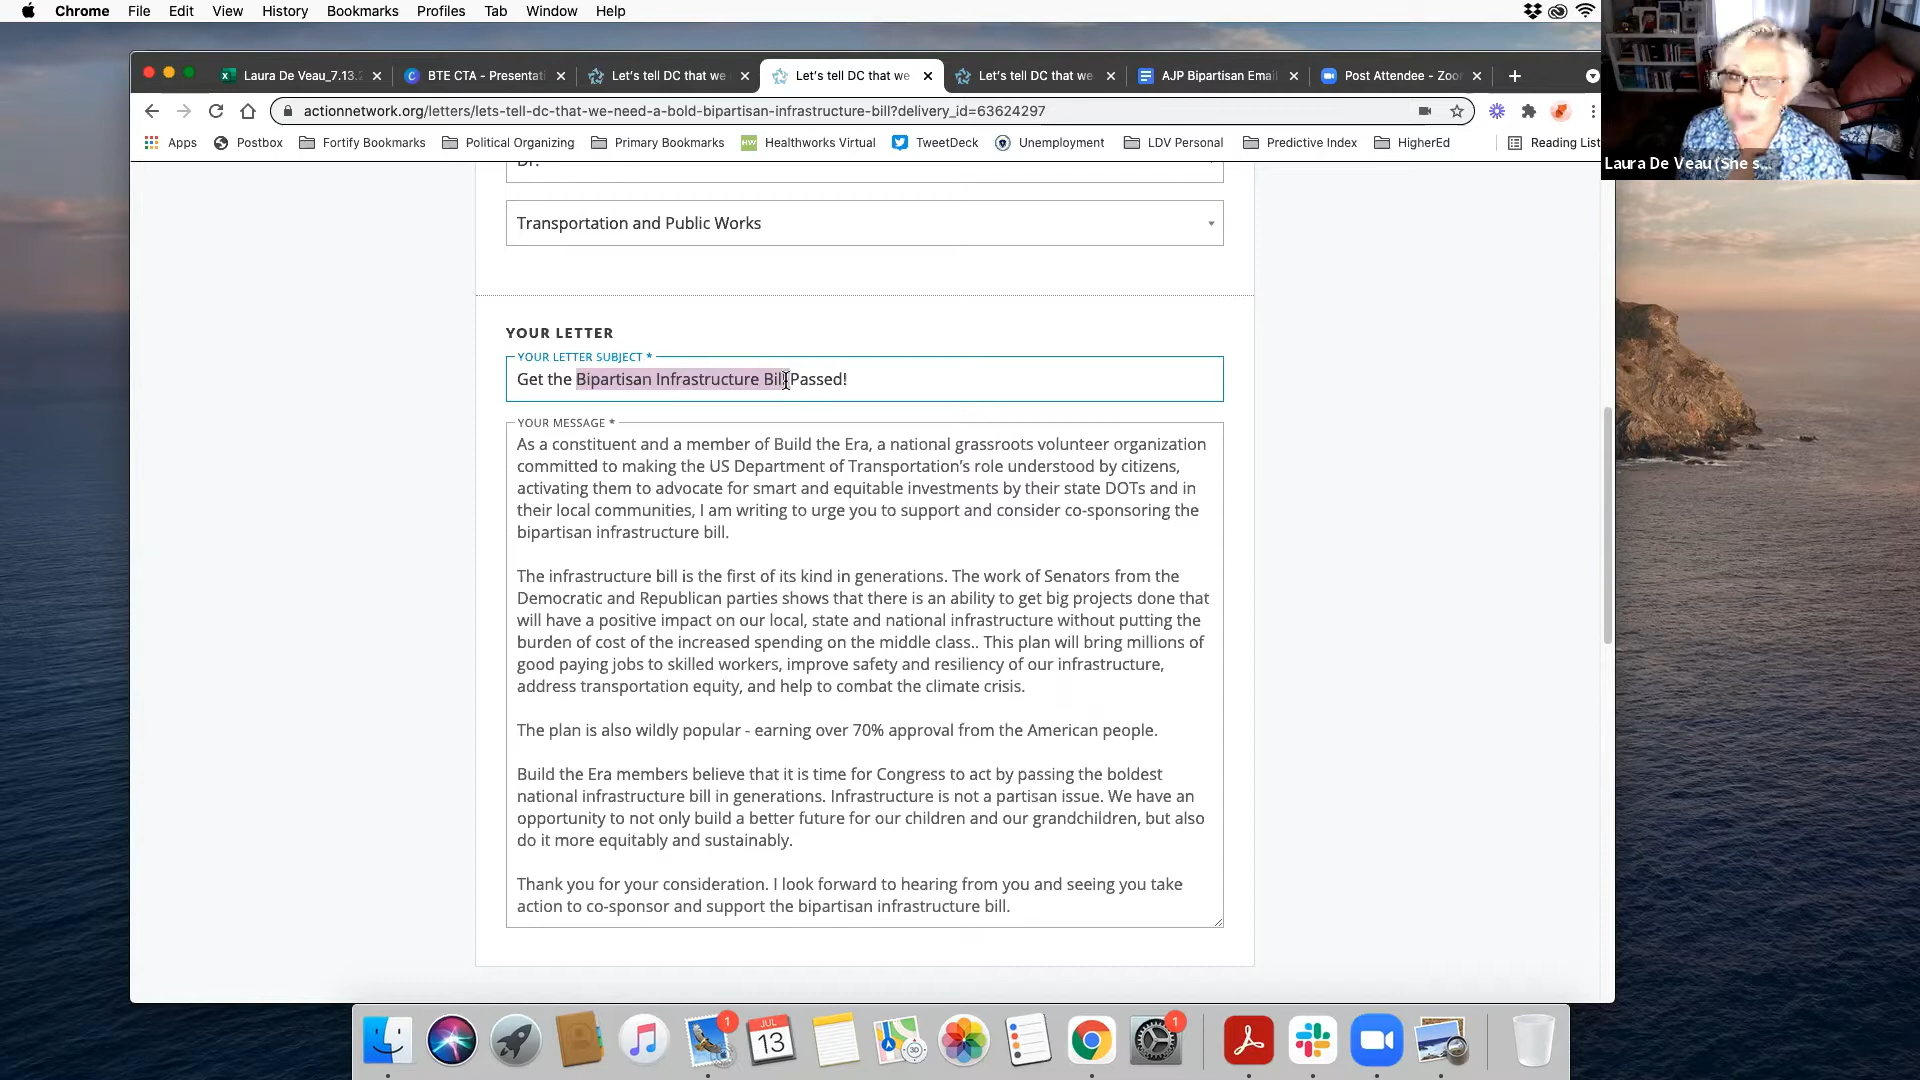 Chrome File Edit View History Bookmarks Profiles Tab Window Help
Laura De Veau_7.13.2
BTE CTA - Presentati
Let's tell DC that we
Let's tell DC that we
Let's tell DC that we
AJP Bipartisan Email
Post Attendee - Zoo
actionnetwork.org/letters/lets-tell-dc-that-we-need-a-bold-bipartisan-infrastructure-bill?delivery_id=63624297
Apps Postbox Fortify Bookmarks Political Organizing Primary Bookmarks HW Healthworks Virtual TweetDeck Unemployment LDV Personal Predictive Index HigherEd Reading List
Laura De Veau (She s...
Dr.
Transportation and Public Works
YOUR LETTER
YOUR LETTER SUBJECT *
Get the Bipartisan Infrastructure Bill Passed!
YOUR MESSAGE *
As a constituent and a member of Build the Era, a national grassroots volunteer organization
committed to making the US Department of Transportation's role understood by citizens,
activating them to advocate for smart and equitable investments by their state DOTs and in
their local communities, I am writing to urge you to support and consider co-sponsoring the
bipartisan infrastructure bill.
The infrastructure bill is the first of its kind in generations. The work of Senators from the
Democratic and Republican parties shows that there is an ability to get big projects done that
will have a positive impact on our local, state and national infrastructure without putting the
burden of cost of the increased spending on the middle class.. This plan will bring millions of
good paying jobs to skilled workers, improve safety and resiliency of our infrastructure,
address transportation equity, and help to combat the climate crisis.
The plan is also wildly popular - earning over 70% approval from the American people.
Build the Era members believe that it is time for Congress to act by passing the boldest
national infrastructure bill in generations. Infrastructure is not a partisan issue. We have an
opportunity to not only build a better future for our children and our grandchildren, but also
do it more equitably and sustainably.
Thank you for your consideration. I look forward to hearing from you and seeing you take
action to co-sponsor and support the bipartisan infrastructure bill.
1
JUL
13
3D
1